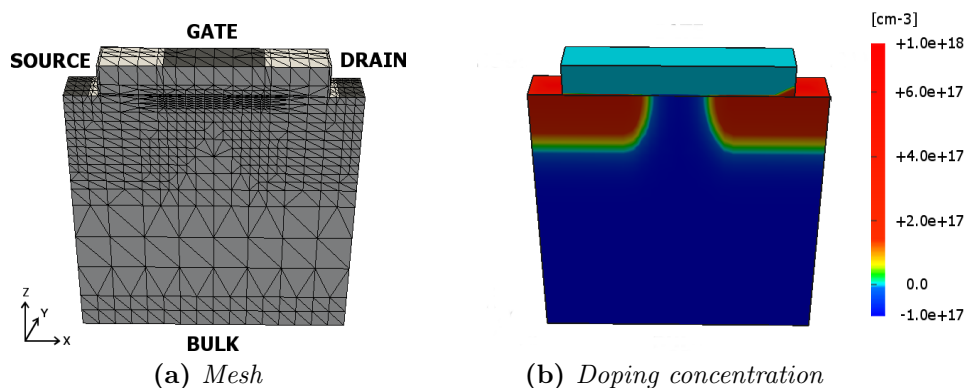 GATE
SOURCE
DRAIN
Z
Y
X
BULK
(a) Mesh
[cm-3]
+1.0e+18
+6.0e+17
+4.0e+17
+2.0e+17
0.0
-1.0e+17
(b) Doping concentration